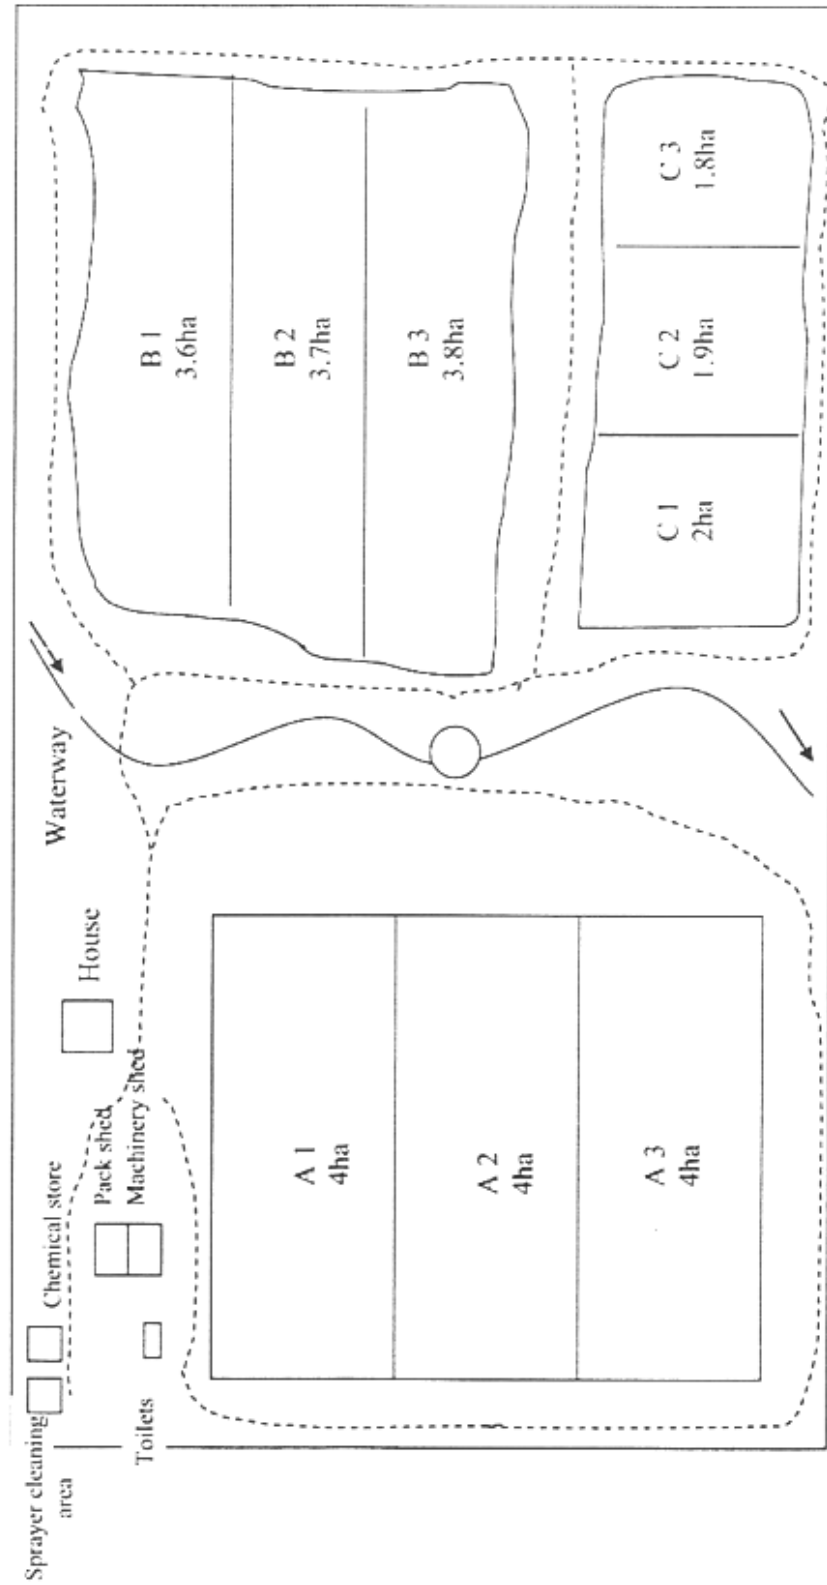 Sprayer cleaning
area
Chemical store
Toilets
Pack shed
Machinery shed
House
Waterway
A 1
4ha
A 2
4ha
A 3
4ha
B 1
3.6ha
B 2
3.7ha
B 3
3.8ha
C 1
2ha
C 2
1.9ha
C 3
1.8ha